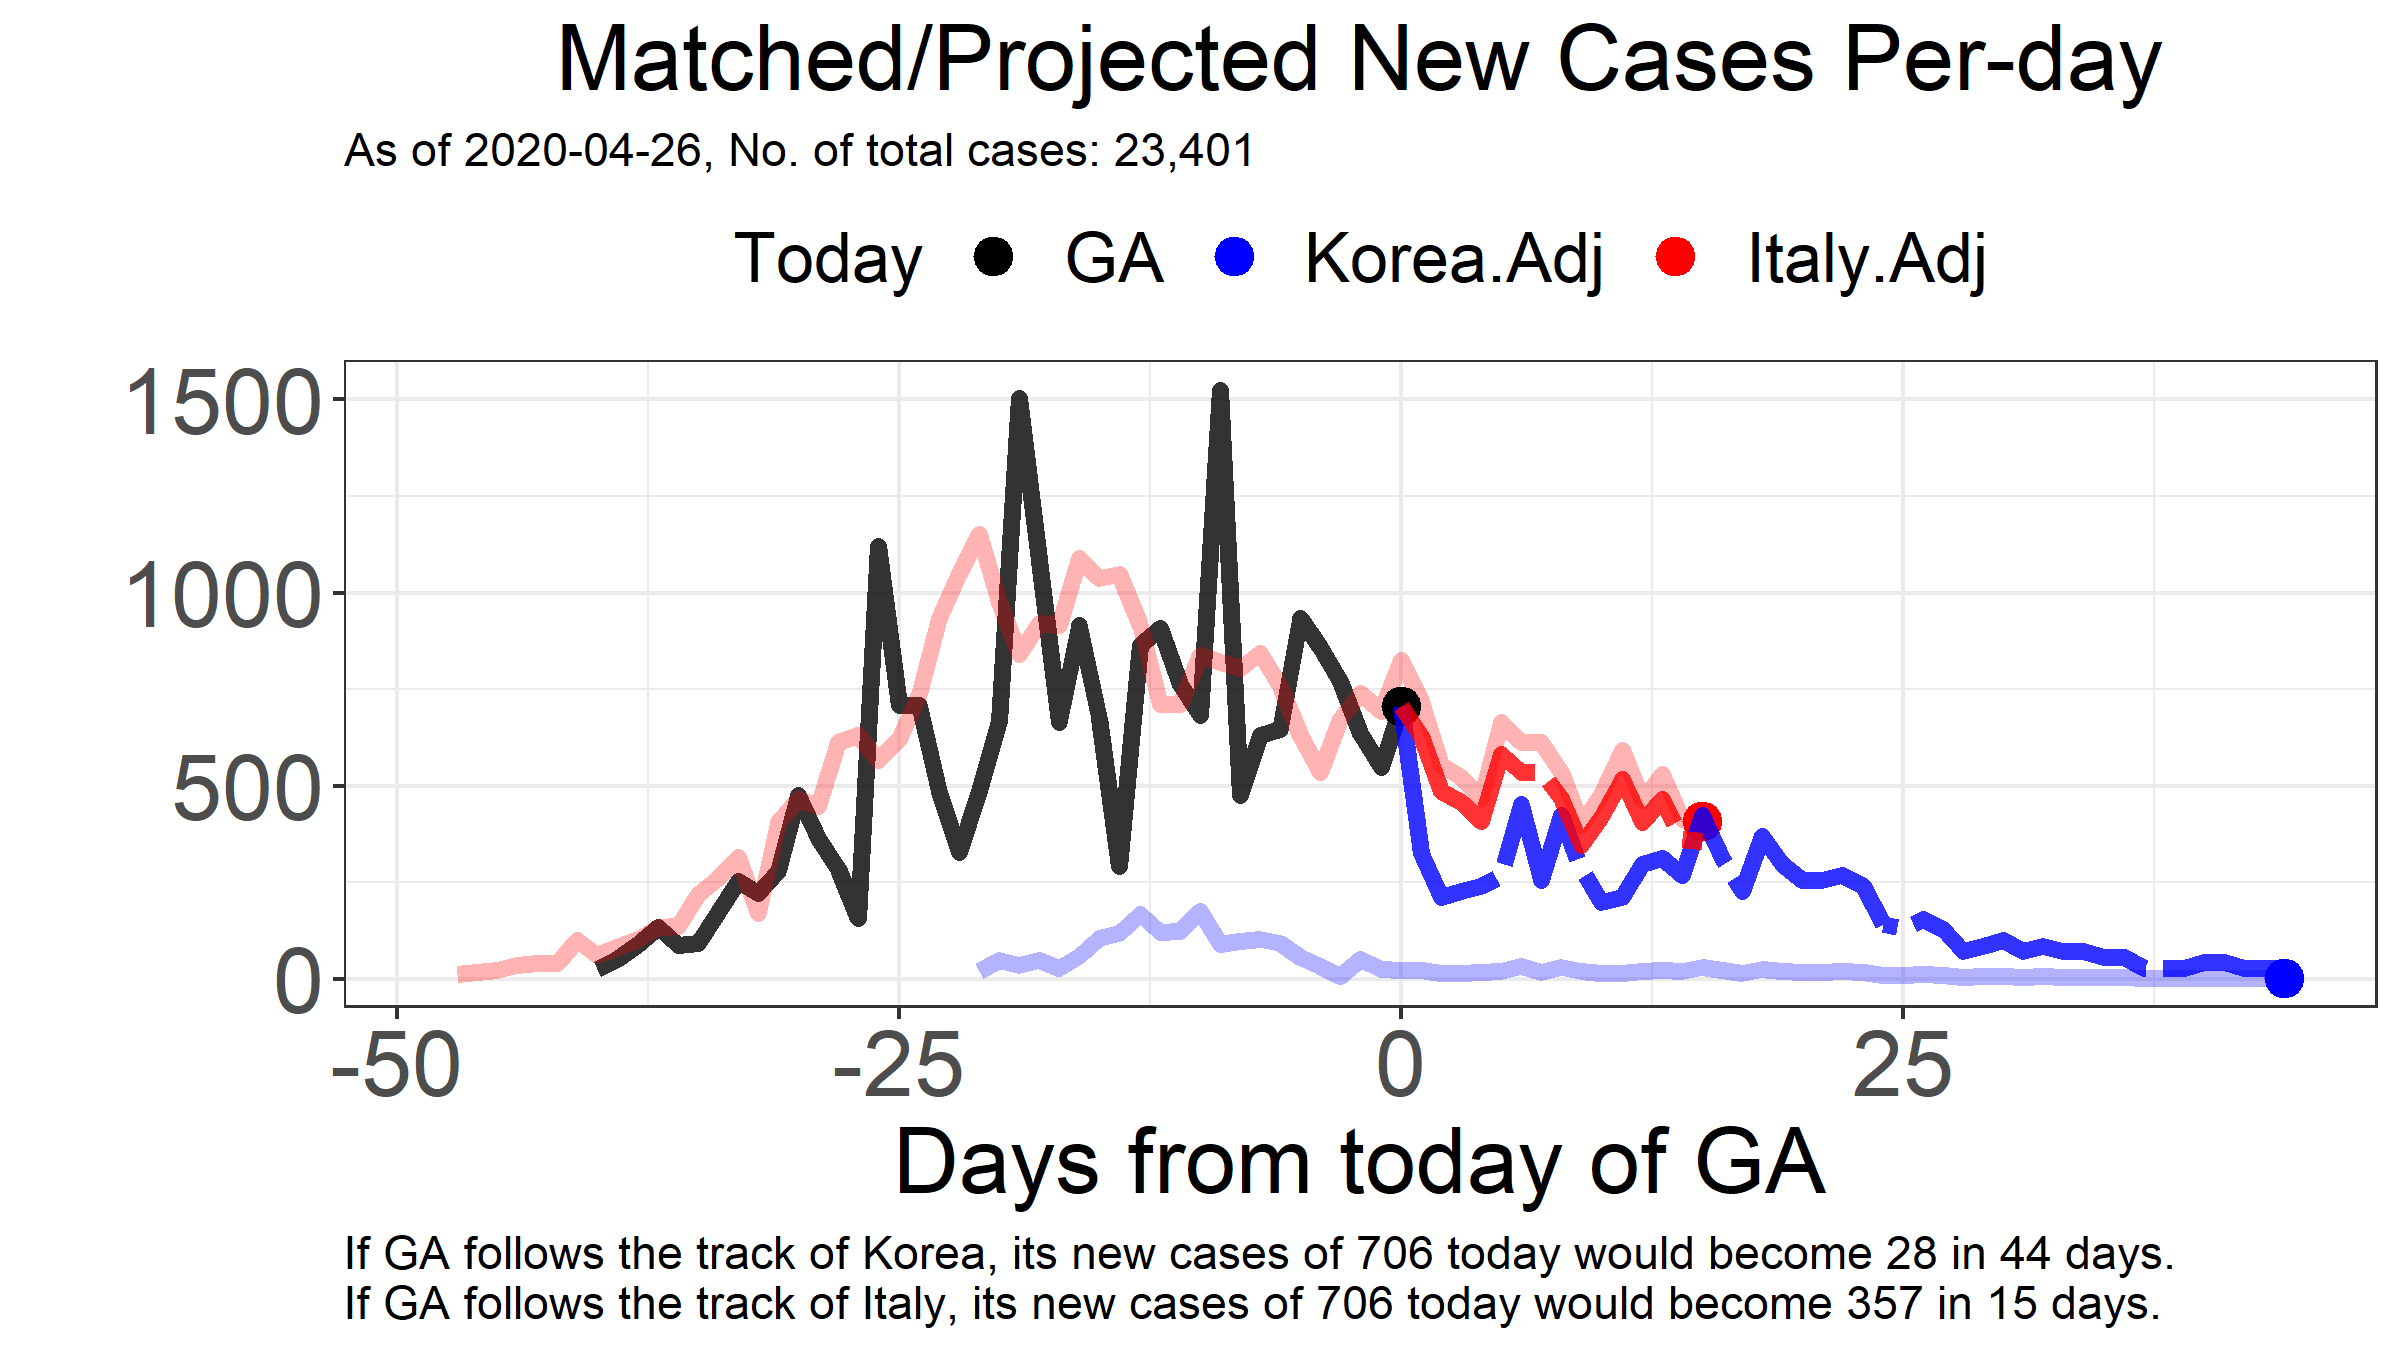 Matched/Projected New Cases Per-day
As of 2020-04-26, No. of total cases: 23,401
Today GA Korea.Adj Italy.Adj
1500
1000
500
0
-50 -25 0 25
Days from today of GA
If GA follows the track of Korea, its new cases of 706 today would become 28 in 44 days.
If GA follows the track of Italy, its new cases of 706 today would become 357 in 15 days.